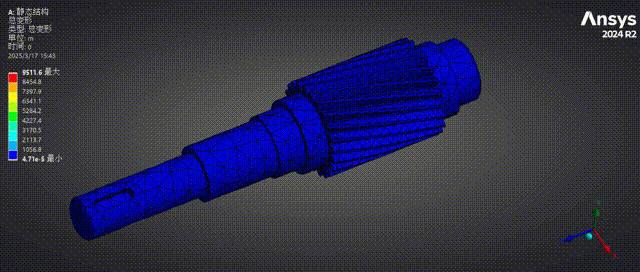 A: 静态结构
总变形
类型: 总变形
单位: m
时间: 0
2025/3/17 15:43
9511.6 最大
8454.8
7397.9
6341.1
5284.2
4227.4
3170.5
2113.7
1056.8
4.71e-5 最小
Ansys
2024 R2